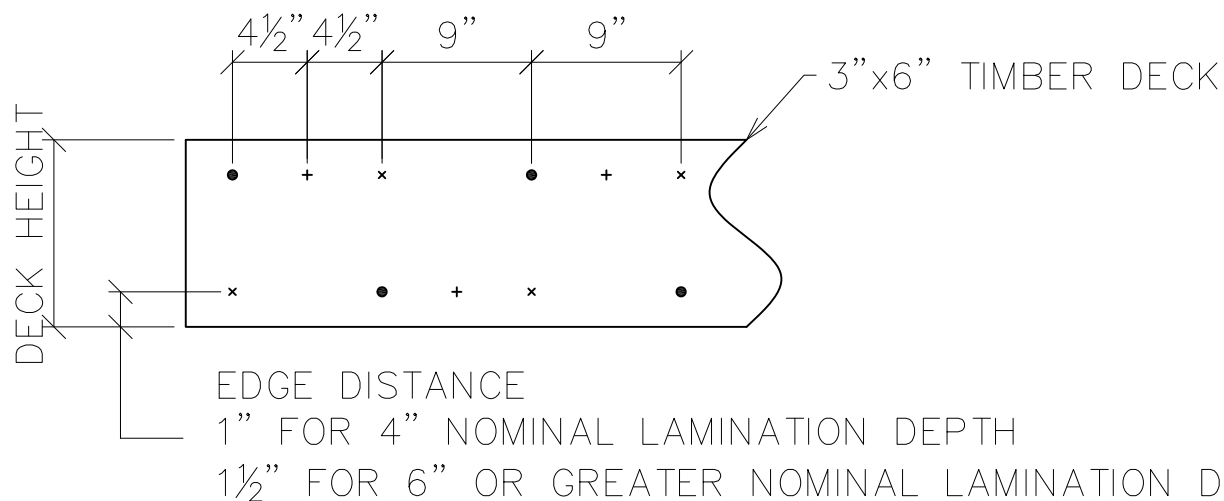 4½” 4½” 9” 9”
3”x6” TIMBER DECK
DECK HEIGHT
EDGE DISTANCE
1” FOR 4” NOMINAL LAMINATION DEPTH
1½” FOR 6” OR GREATER NOMINAL LAMINATION D